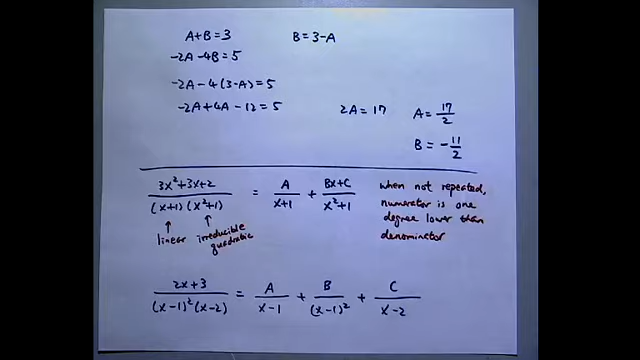 A+B=3    B=3-A
-2A-4B=5
-2A-4(3-A)=5
-2A+4A-12=5    2A=17    A=17/2
B=-11/2
(3x²+3x+2)/((x+1)(x²+1)) = A/(x+1) + (Bx+C)/(x²+1)
when not repeated,
numerator is one
degree lower than
denominator
↑ linear    ↑ irreducible
quadratic
(2x+3)/((x-1)²(x-2)) = A/(x-1) + B/(x-1)² + C/(x-2)